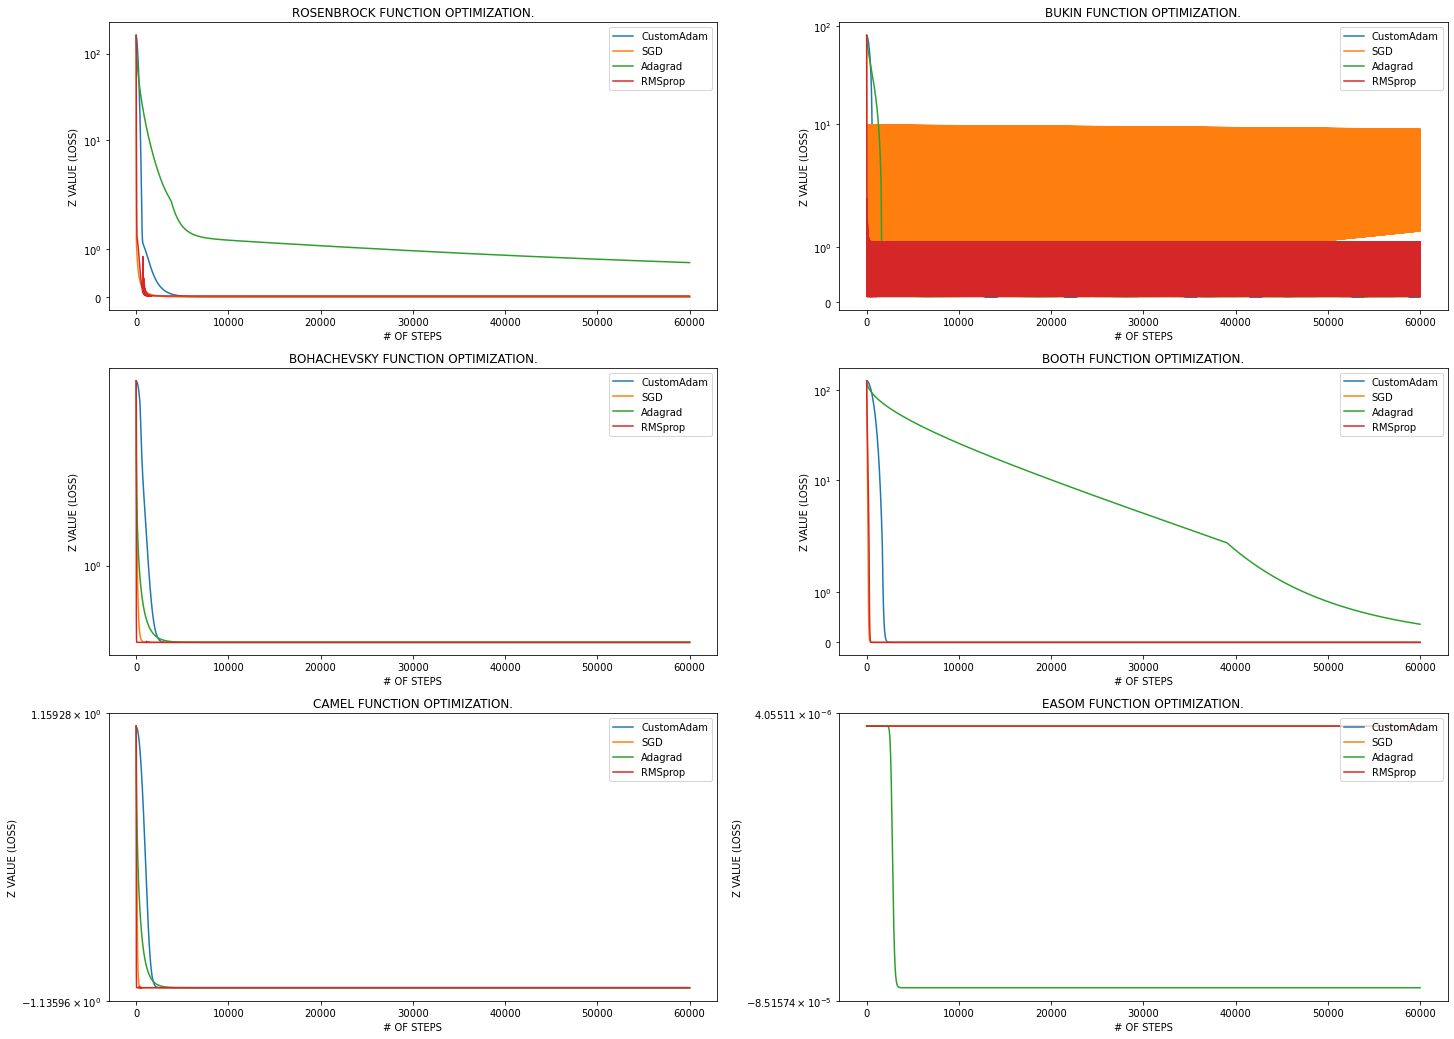 ROSENBROCK FUNCTION OPTIMIZATION.
Z VALUE (LOSS)
10²
10¹
10⁰
0
CustomAdam
SGD
Adagrad
RMSprop
0 10000 20000 30000 40000 50000 60000
# OF STEPS
BUKIN FUNCTION OPTIMIZATION.
Z VALUE (LOSS)
10²
10¹
10⁰
0
CustomAdam
SGD
Adagrad
RMSprop
0 10000 20000 30000 40000 50000 60000
# OF STEPS
BOHACHEVSKY FUNCTION OPTIMIZATION.
Z VALUE (LOSS)
10⁰
CustomAdam
SGD
Adagrad
RMSprop
0 10000 20000 30000 40000 50000 60000
# OF STEPS
BOOTH FUNCTION OPTIMIZATION.
Z VALUE (LOSS)
10²
10¹
10⁰
0
CustomAdam
SGD
Adagrad
RMSprop
0 10000 20000 30000 40000 50000 60000
# OF STEPS
CAMEL FUNCTION OPTIMIZATION.
Z VALUE (LOSS)
1.15928 × 10⁰
−1.13596 × 10⁰
CustomAdam
SGD
Adagrad
RMSprop
0 10000 20000 30000 40000 50000 60000
# OF STEPS
EASOM FUNCTION OPTIMIZATION.
Z VALUE (LOSS)
4.05511 × 10⁻⁶
−8.51574 × 10⁻⁵
CustomAdam
SGD
Adagrad
RMSprop
0 10000 20000 30000 40000 50000 60000
# OF STEPS